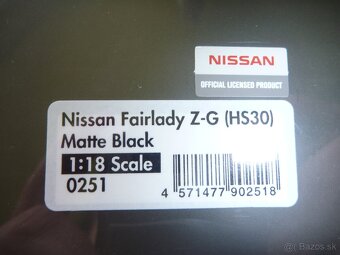 NISSAN
OFFICIAL LICENSED PRODUCT
Nissan Fairlady Z-G (HS30)
Matte Black
1:18 Scale
0251
4 571477 902518
Bazos.sk